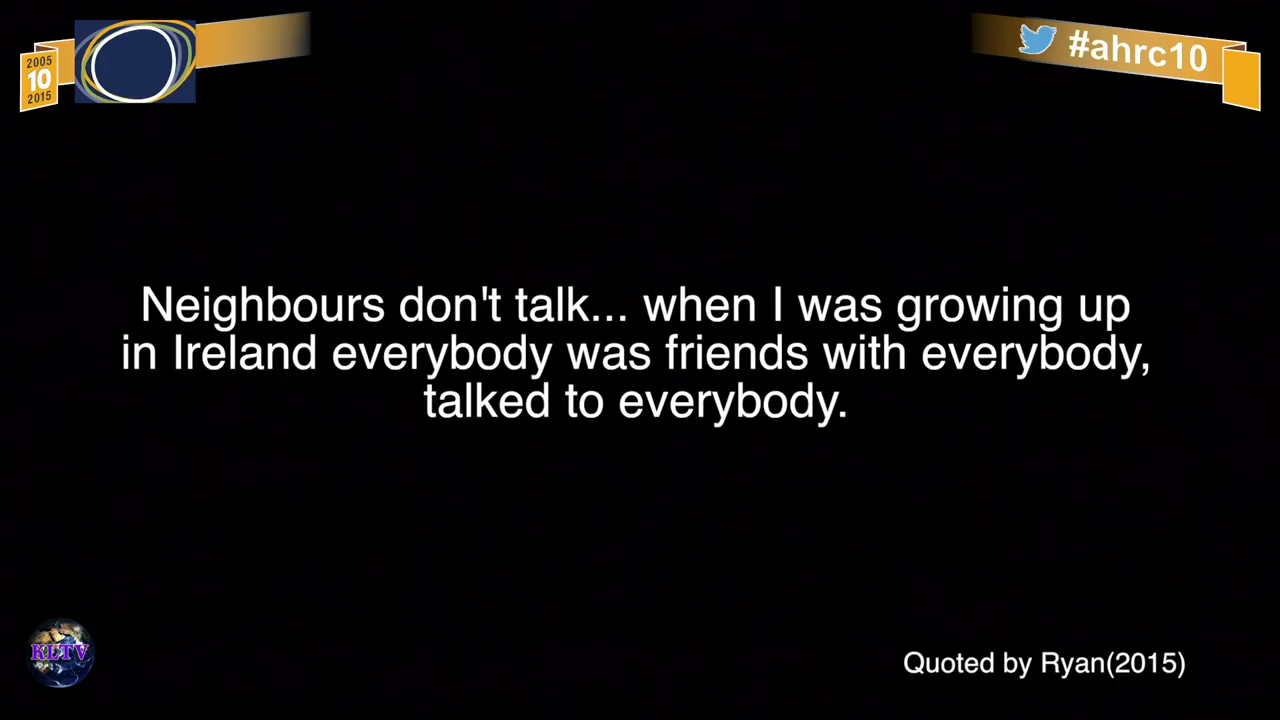 2005
10
2015
#ahrc10
Neighbours don't talk... when I was growing up
in Ireland everybody was friends with everybody,
talked to everybody.
KLTV
Quoted by Ryan(2015)